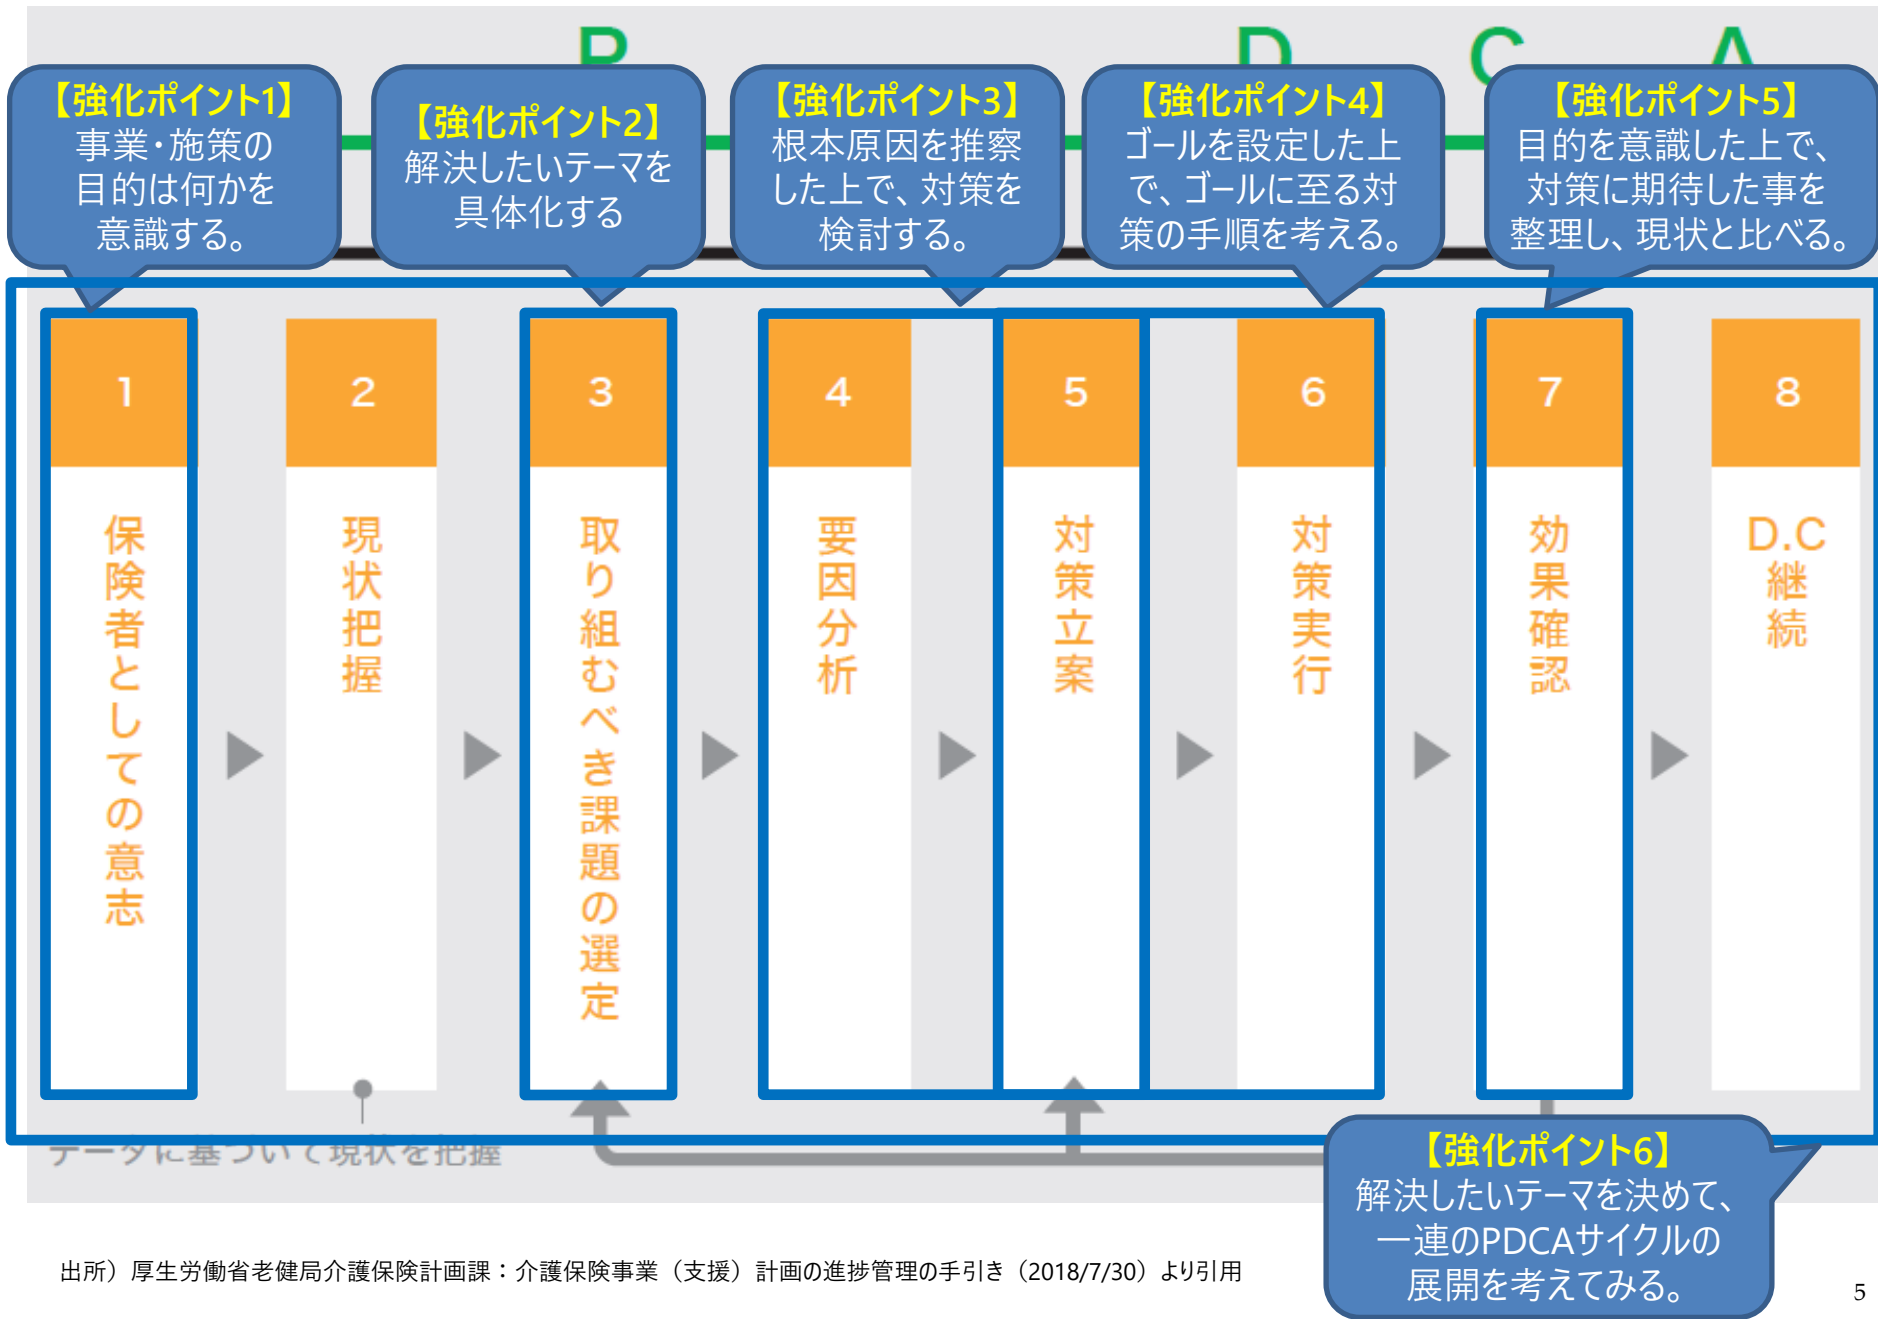 P D C A
【強化ポイント1】
事業・施策の
目的は何かを
意識する。
【強化ポイント2】
解決したいテーマを
具体化する
【強化ポイント3】
根本原因を推察
した上で、対策を
検討する。
【強化ポイント4】
ゴールを設定した上
で、ゴールに至る対
策の手順を考える。
【強化ポイント5】
目的を意識した上で、
対策に期待した事を
整理し、現状と比べる。
1
保険者としての意志
2
現状把握
3
取り組むべき課題の選定
4
要因分析
5
対策立案
6
対策実行
7
効果確認
8
D.C
継続
データに基づいて現状を把握
【強化ポイント6】
解決したいテーマを決めて、
一連のPDCAサイクルの
展開を考えてみる。
出所）厚生労働省老健局介護保険計画課：介護保険事業（支援）計画の進捗管理の手引き（2018/7/30）より引用
5